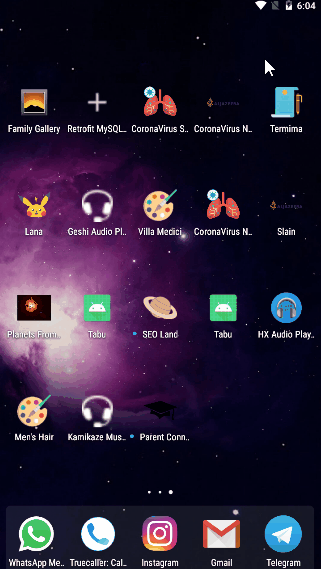 6:04
Family Gallery
Retrofit MySQL..
CoronaVirus S..
CoronaVirus N..
Termima
Lana
Geshi Audio Pl..
Villa Medici
CoronaVirus N..
Slain
Planets From..
Tabu
SEO Land
Tabu
HX Audio Play..
Men's Hair
Kamikaze Mus..
Parent Conn..
WhatsApp Me..
Truecaller: Cal..
Instagram
Gmail
Telegram